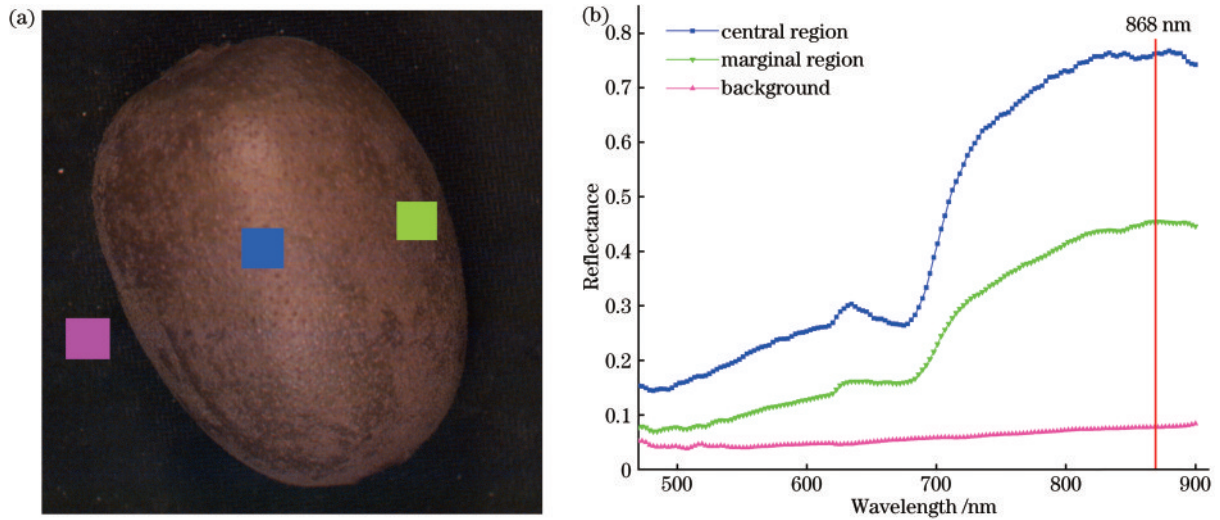 (a)
(b)
868 nm
central region
marginal region
background
0.8
0.7
0.6
0.5
0.4
0.3
0.2
0.1
0
Reflectance
500
600
700
800
900
Wavelength /nm